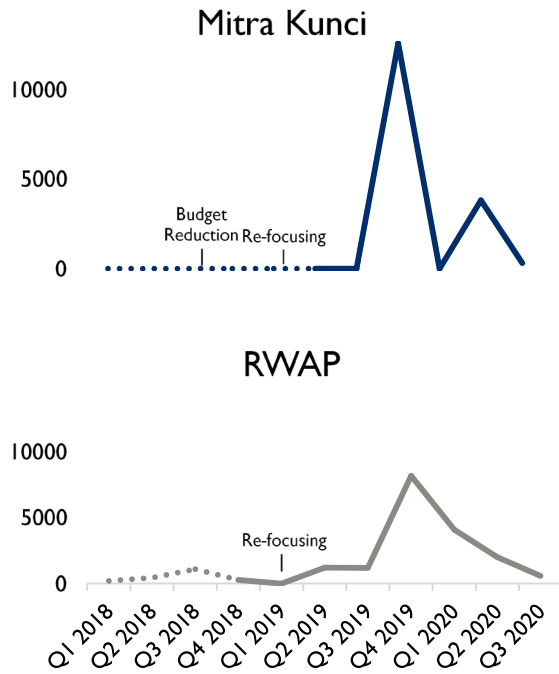 Mitra Kunci
10000
5000
Budget
Reduction Re-focusing
0
RWAP
10000
5000
Re-focusing
0
Q1 2018
Q2 2018
Q3 2018
Q4 2018
Q1 2019
Q2 2019
Q3 2019
Q4 2019
Q1 2020
Q2 2020
Q3 2020